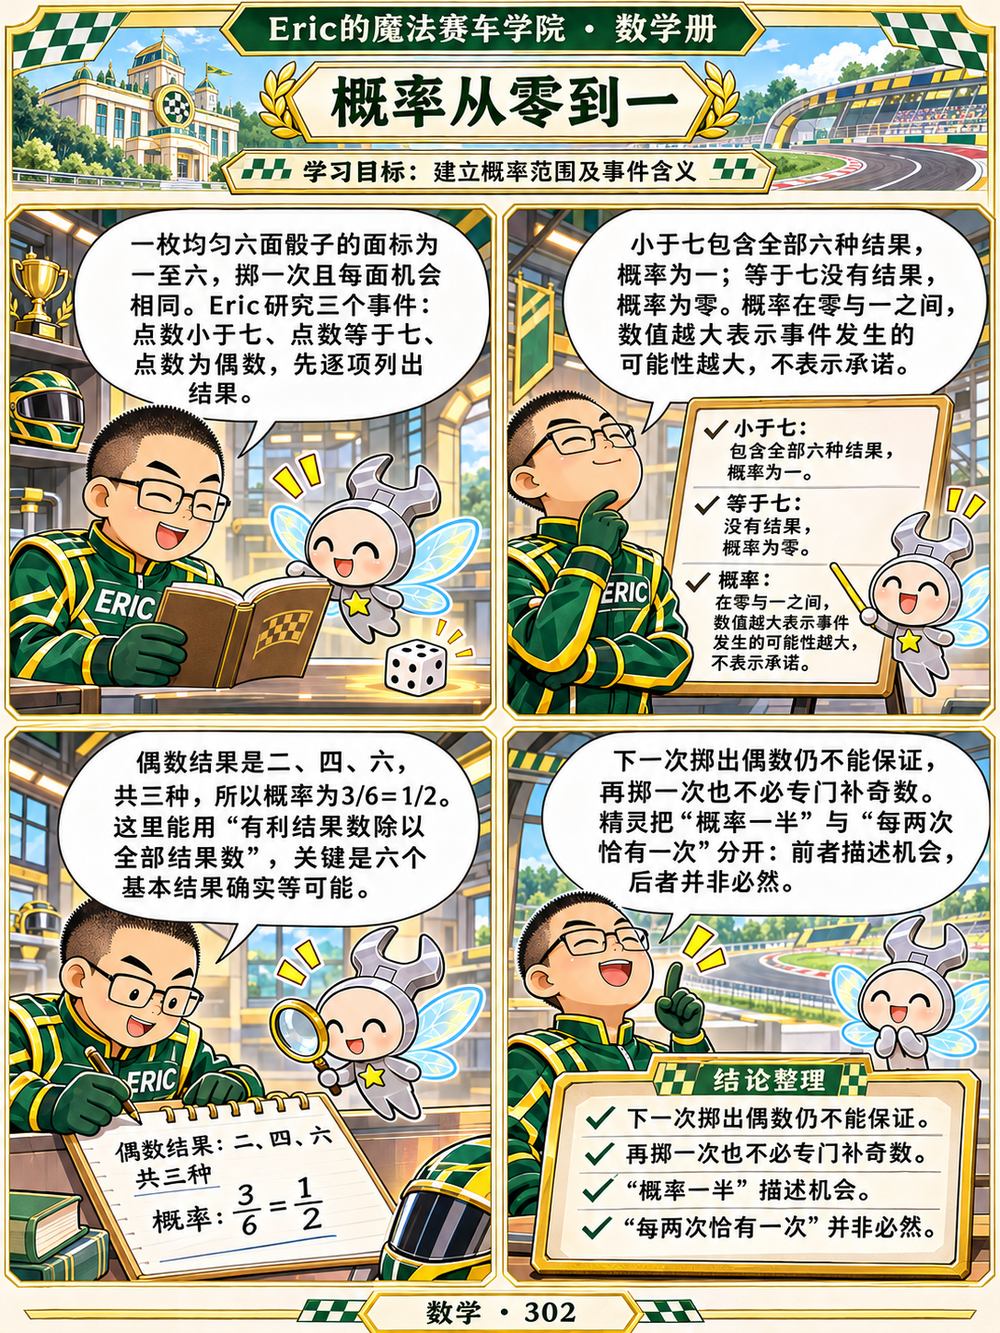 Eric的魔法赛车学院 · 数学册
概率从零到一
学习目标：建立概率范围及事件含义
一枚均匀六面骰子的面标为
一至六，掷一次且每面机会
相同。Eric研究三个事件：
点数小于七、点数等于七、
点数为偶数，先逐项列出
结果。
ERIC
小于七包含全部六种结果，
概率为一；等于七没有结果，
概率为零。概率在零与一之间，
数值越大表示事件发生的
可能性越大，不表示承诺。
小于七：
包含全部六种结果，
概率为一。
等于七：
没有结果，
概率为零。
概率：
在零与一之间，
数值越大表示事件
发生的可能性越大，
不表示承诺。
ERIC
偶数结果是二、四、六，
共三种，所以概率为3/6=1/2。
这里能用“有利结果数除以
全部结果数”，关键是六个
基本结果确实等可能。
ERIC
偶数结果：二、四、六
共三种
概率：3/6=1/2
下一次掷出偶数仍不能保证，
再掷一次也不必专门补奇数。
精灵把“概率一半”与“每两次
恰有一次”分开：前者描述机会，
后者并非必然。
结论整理
下一次掷出偶数仍不能保证。
再掷一次也不必专门补奇数。
“概率一半”描述机会。
“每两次恰有一次”并非必然。
数学 · 302